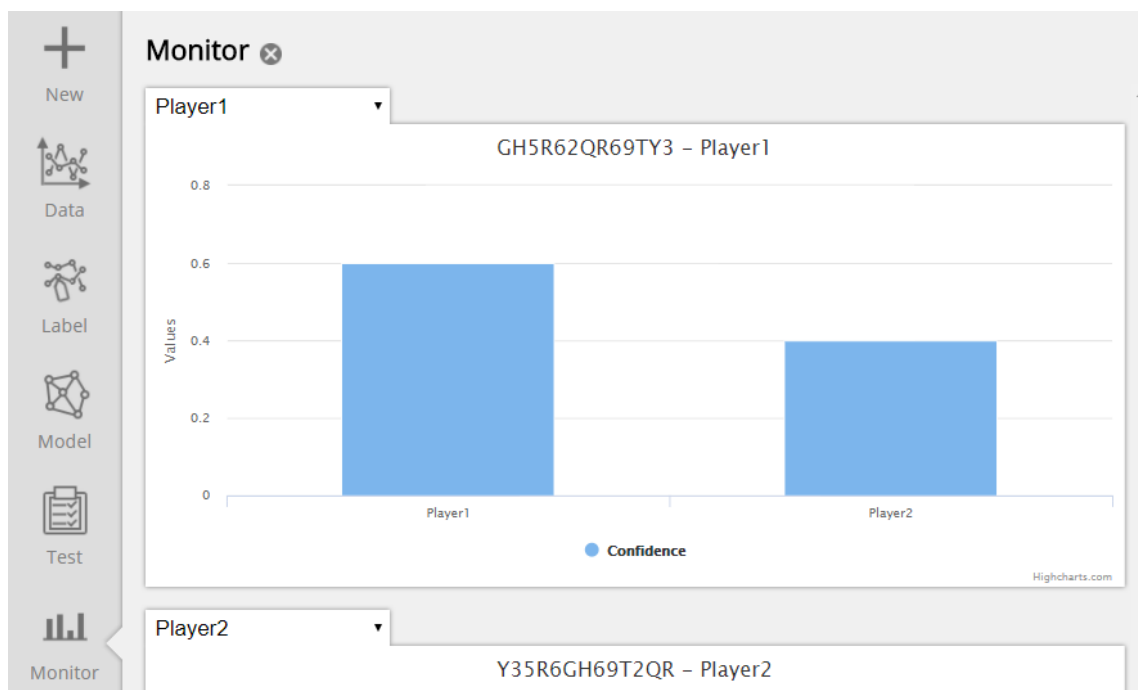 New
Data
Label
Model
Test
Monitor
Monitor
Player1
GH5R62QR69TY3 – Player1
0.8
0.6
0.4
0.2
0
Values
Player1
Player2
Confidence
Highcharts.com
Player2
Y35R6GH69T2QR – Player2